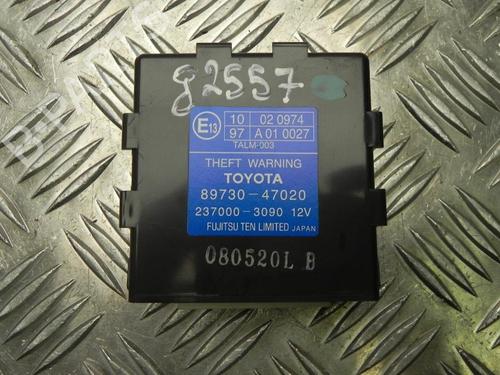 g2557
E13
10 02 0974
97 A 01 0027
TALM-003
THEFT WARNING
TOYOTA
89730-47020
237000-3090 12V
FUJITSU TEN LIMITED JAPAN
080520L B